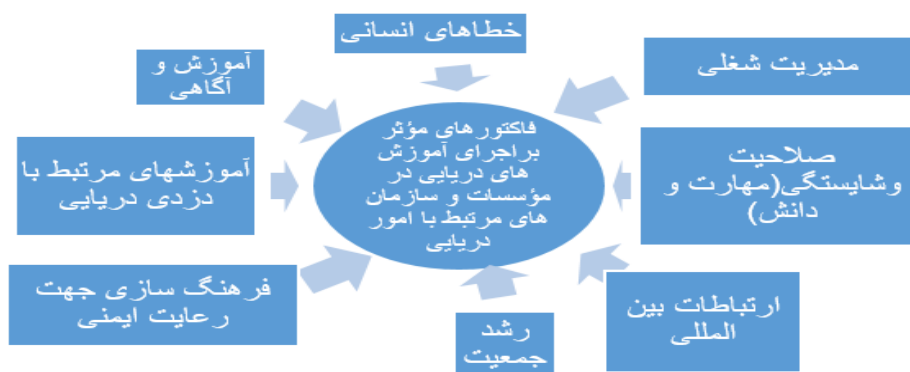 خطاهای انسانی
مدیریت شغلی
آموزش و
آگاهی
فاکتورهای مؤثر
براجرای آموزش
های دریایی در
مؤسسات و سازمان
های مرتبط با امور
دریایی
صلاحیت
وشایستگی(مهارت و
دانش)
آموزشهای مرتبط با
دزدی دریایی
ارتباطات بین
المللی
رشد
جمعیت
فرهنگ سازی جهت
رعایت ایمنی